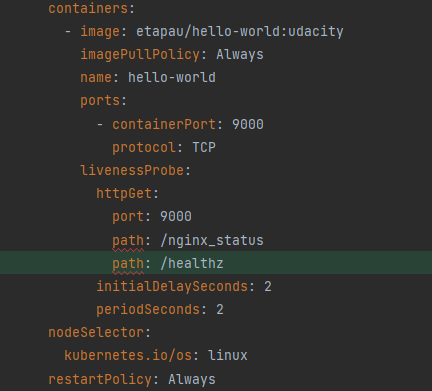 containers:
  - image: etapau/hello-world:udacity
    imagePullPolicy: Always
    name: hello-world
    ports:
      - containerPort: 9000
        protocol: TCP
    livenessProbe:
      httpGet:
        port: 9000
        path: /nginx_status
        path: /healthz
      initialDelaySeconds: 2
      periodSeconds: 2
nodeSelector:
  kubernetes.io/os: linux
restartPolicy: Always